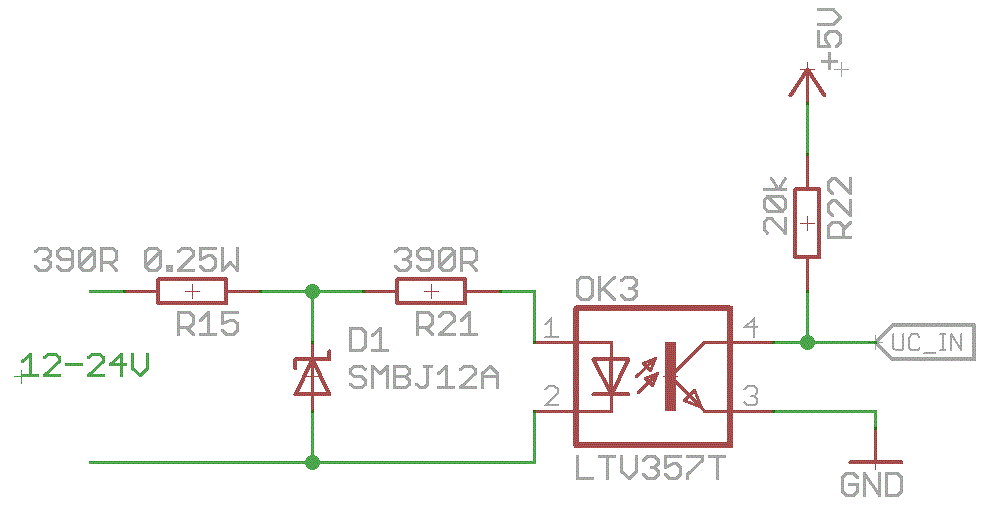 +5V
20k
R22
390R 0.25W
390R
R15
R21
OK3
1
4
UC_IN
D1
12-24V
SMBJ12A
2
3
LTV357T
GND